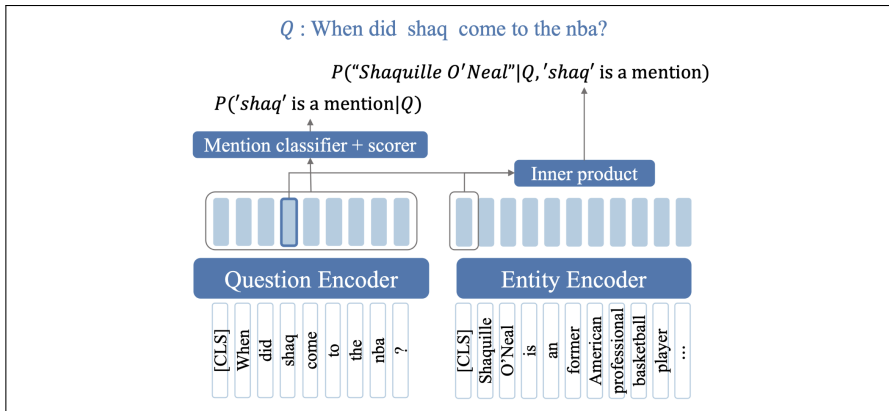 Q : When did shaq come to the nba?
P("Shaquille O'Neal"|Q,'shaq' is a mention)
P('shaq' is a mention|Q)
Mention classifier + scorer
Inner product
Question Encoder
Entity Encoder
[CLS]
When
did
shaq
come
to
the
nba
?
[CLS]
Shaquille
O'Neal
is
an
former
American
professional
basketball
player
...